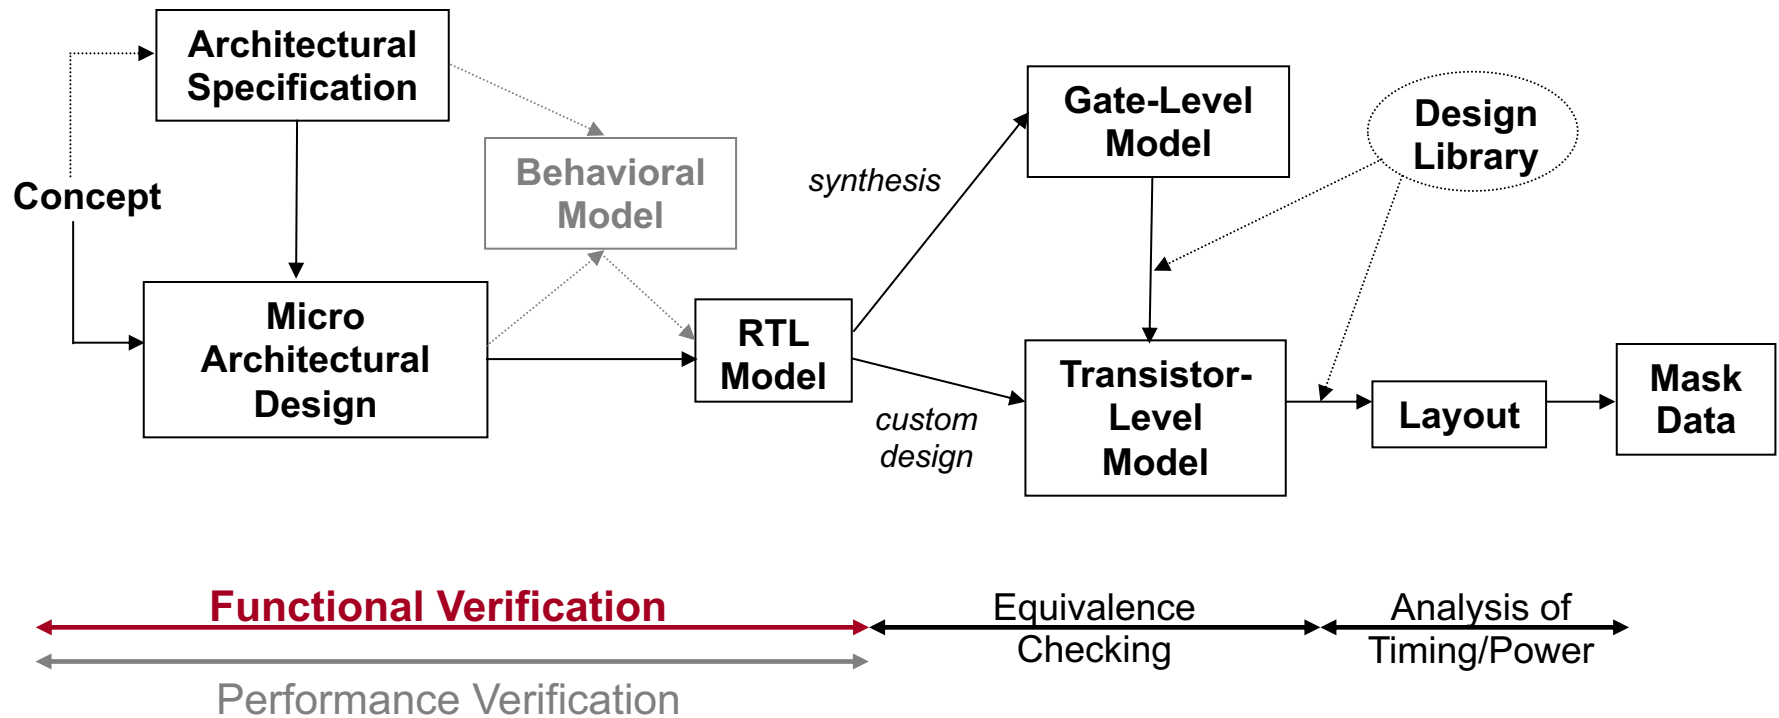 Architectural
Specification
Concept
Behavioral
Model
Micro
Architectural
Design
RTL
Model
synthesis
custom
design
Gate-Level
Model
Design
Library
Transistor-
Level
Model
Layout
Mask
Data
Functional Verification
Performance Verification
Equivalence
Checking
Analysis of
Timing/Power